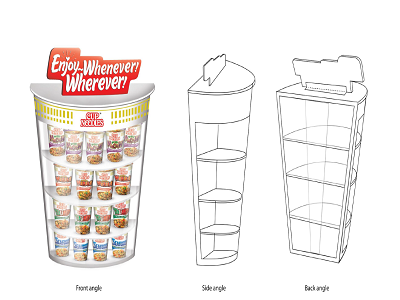 Enjoy Whenever!
Wherever!
CUP
NOODLES
Front angle
Side angle
Back angle